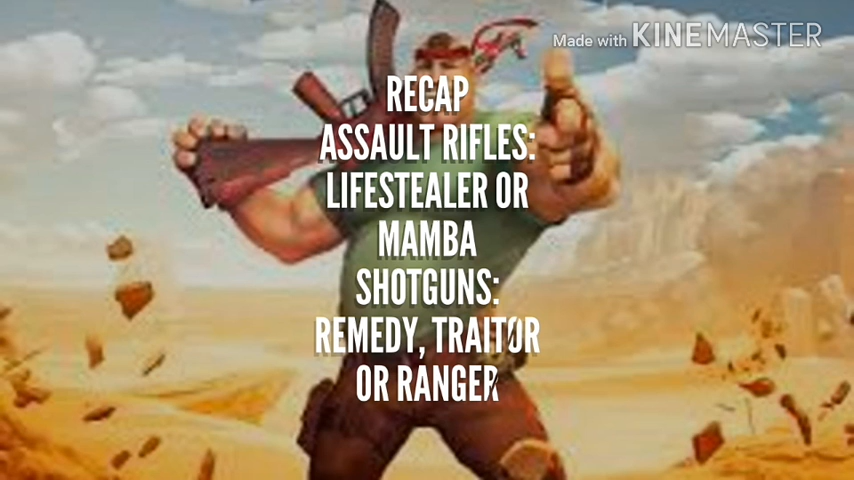 Made with KINEMASTER
RECAP
ASSAULT RIFLES:
LIFESTEALER OR
MAMBA
SHOTGUNS:
REMEDY, TRAITOR
OR RANGER